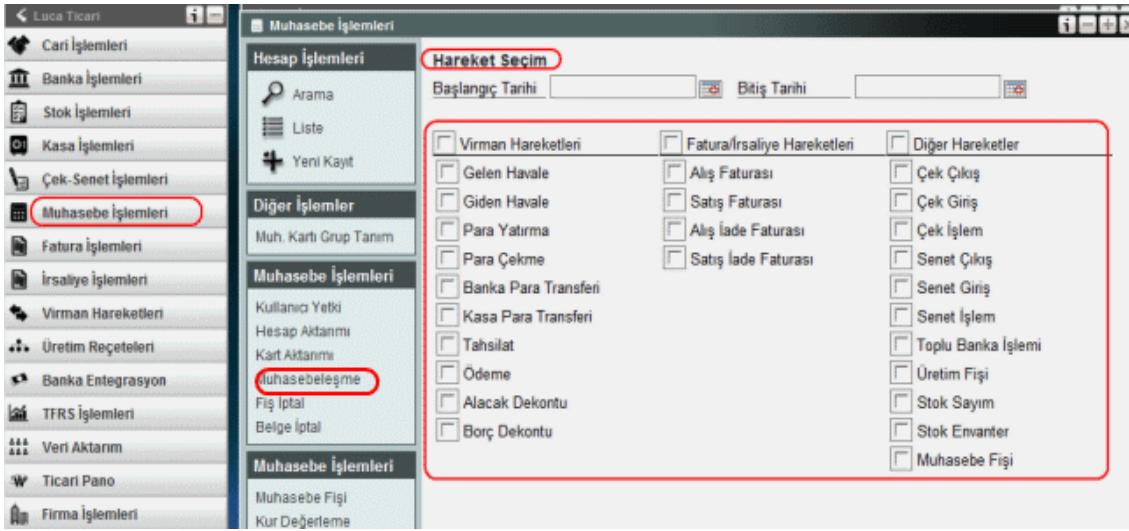 Luca Ticari
Cari İşlemleri
Banka İşlemleri
Stok İşlemleri
Kasa İşlemleri
Çek-Senet İşlemleri
Muhasebe İşlemleri
Fatura İşlemleri
İrsaliye İşlemleri
Virman Hareketleri
Üretim Reçeteleri
Banka Entegrasyon
TFRS İşlemleri
Veri Aktarım
Ticari Pano
Firma İşlemleri
Muhasebe İşlemleri
Hesap İşlemleri
Arama
Liste
Yeni Kayıt
Diğer İşlemler
Muh. Kartı Grup Tanım
Muhasebe İşlemleri
Kullanıcı Yetki
Hesap Aktarımı
Kart Aktarımı
Muhasebeleşme
Fiş İptal
Belge İptal
Muhasebe İşlemleri
Muhasebe Fişi
Kur Değerleme
Hareket Seçim
Başlangıç Tarihi Bitiş Tarihi
Virman Hareketleri Fatura/İrsaliye Hareketleri Diğer Hareketler
Gelen Havale Alış Faturası Çek Çıkış
Giden Havale Satış Faturası Çek Giriş
Para Yatırma Alış İade Faturası Çek İşlem
Para Çekme Satış İade Faturası Senet Çıkış
Banka Para Transferi Senet Giriş
Kasa Para Transferi Senet İşlem
Tahsilat Toplu Banka İşlemi
Ödeme Üretim Fişi
Alacak Dekontu Stok Sayım
Borç Dekontu Stok Envanter
Muhasebe Fişi